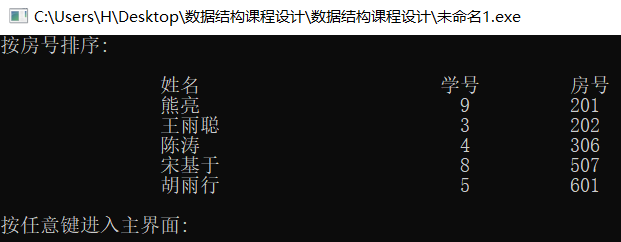 C:\Users\H\Desktop\数据结构课程设计\数据结构课程设计\未命名1.exe
按房号排序:
姓名 学号 房号
熊亮 9 201
王雨聪 3 202
陈涛 4 306
宋基于 8 507
胡雨行 5 601
按任意键进入主界面: